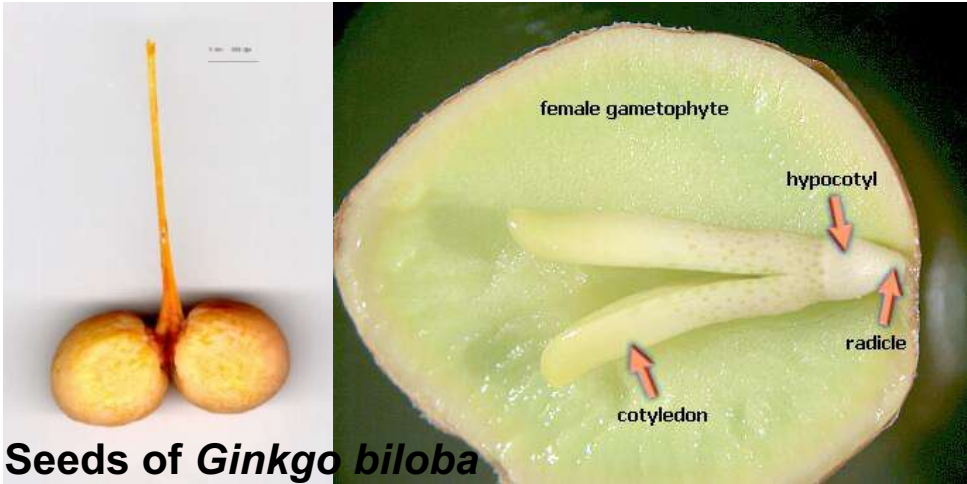 female gametophyte
hypocotyl
radicle
cotyledon
Seeds of Ginkgo biloba